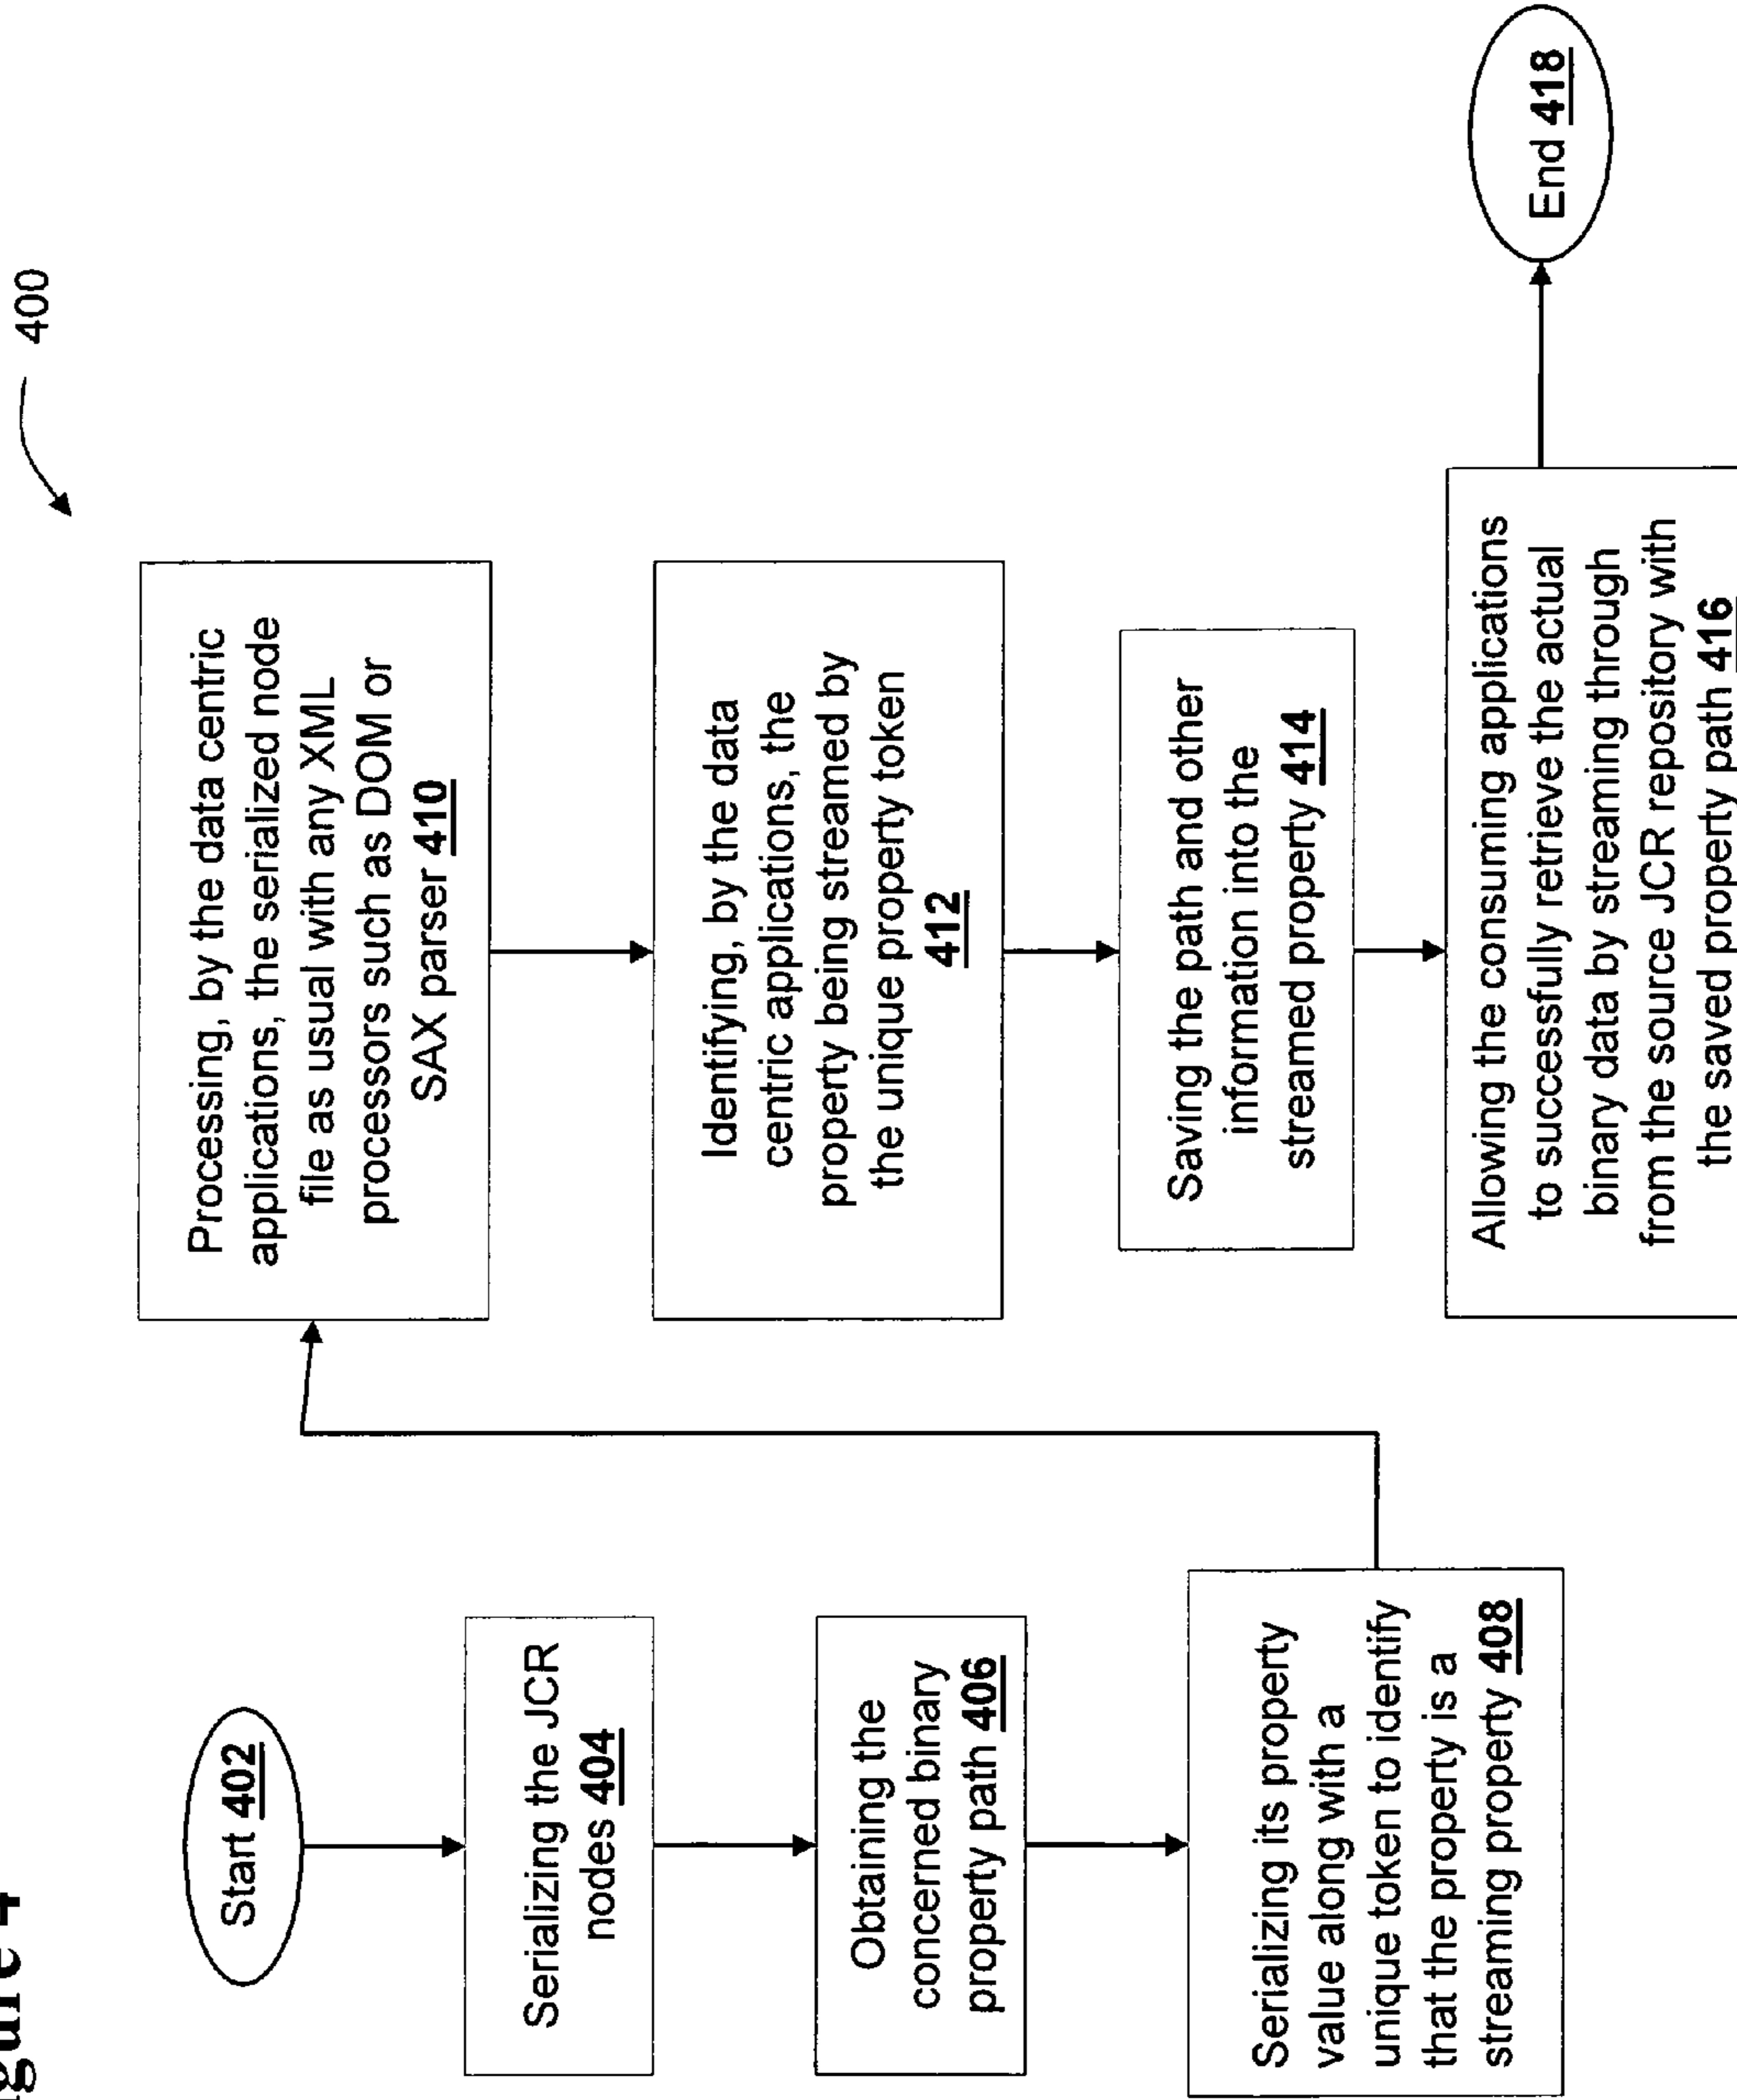 gure 4
400
Start 402
Serializing the JCR
nodes 404
Obtaining the
concerned binary
property path 406
Serializing its property
value along with a
unique token to identify
that the property is a
streaming property 408
Processing, by the data centric
applications, the serialized node
file as usual with any XML
processors such as DOM or
SAX parser 410
Identifying, by the data
centric applications, the
property being streamed by
the unique property token
412
Saving the path and other
information into the
streamed property 414
Allowing the consuming applications
to successfully retrieve the actual
binary data by streaming through
from the source JCR repository with
the saved property path 416
End 418